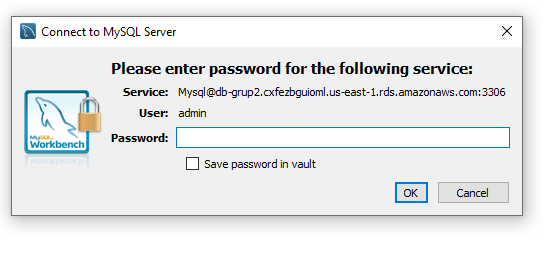 Connect to MySQL Server
Please enter password for the following service:
Service: Mysql@db-grup2.cxfezbguioml.us-east-1.rds.amazonaws.com:3306
User: admin
Password:
MySQL
Workbench
Save password in vault
OK Cancel